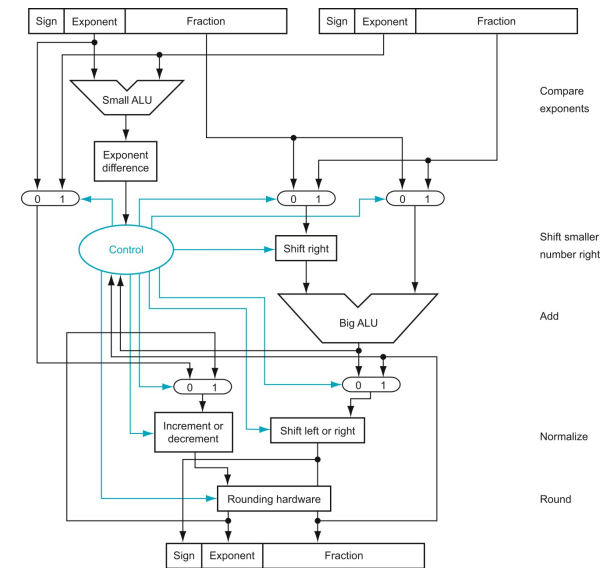 Sign Exponent Fraction Sign Exponent Fraction
Small ALU
Compare
exponents
Exponent
difference
0 1 0 1 0 1
Control
Shift right
Shift smaller
number right
Big ALU
Add
0 1 0 1
Increment or
decrement
Shift left or right
Normalize
Rounding hardware
Round
Sign Exponent Fraction